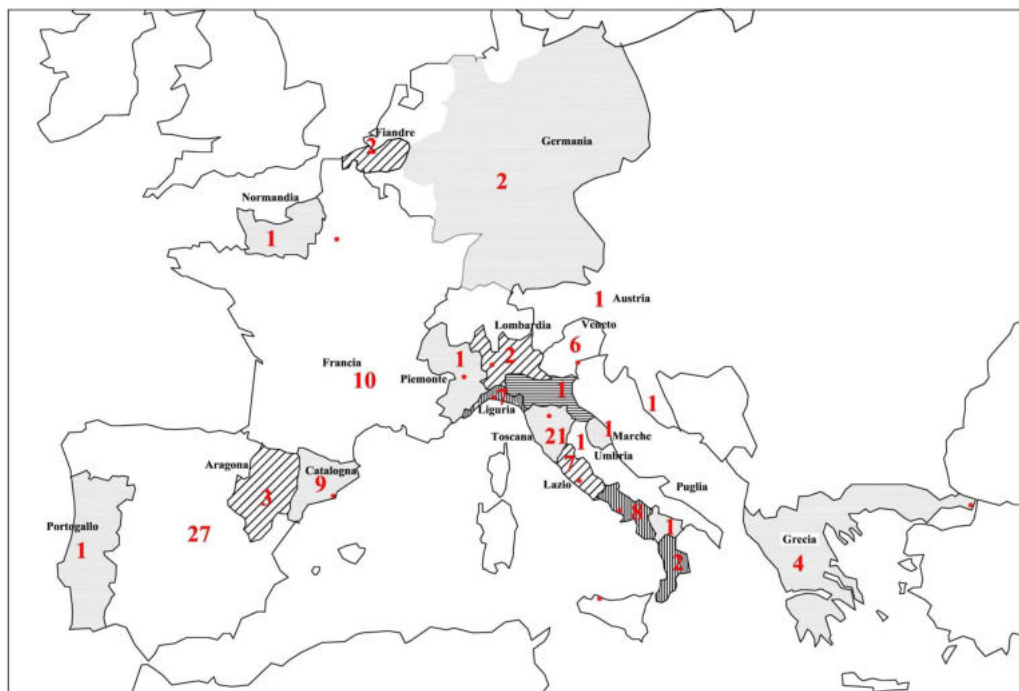 Fiandre
2
Germania
2
Normandia
1
1
Austria
Lombardia
Veneto
2
6
1
Piemonte
Francia
10
7
Liguria
1
1
Toscana
21
1
1
Marche
Umbria
Aragona
3
Catalogna
9
7
Lazio
Puglia
8
1
2
Portogallo
1
27
Grecia
4